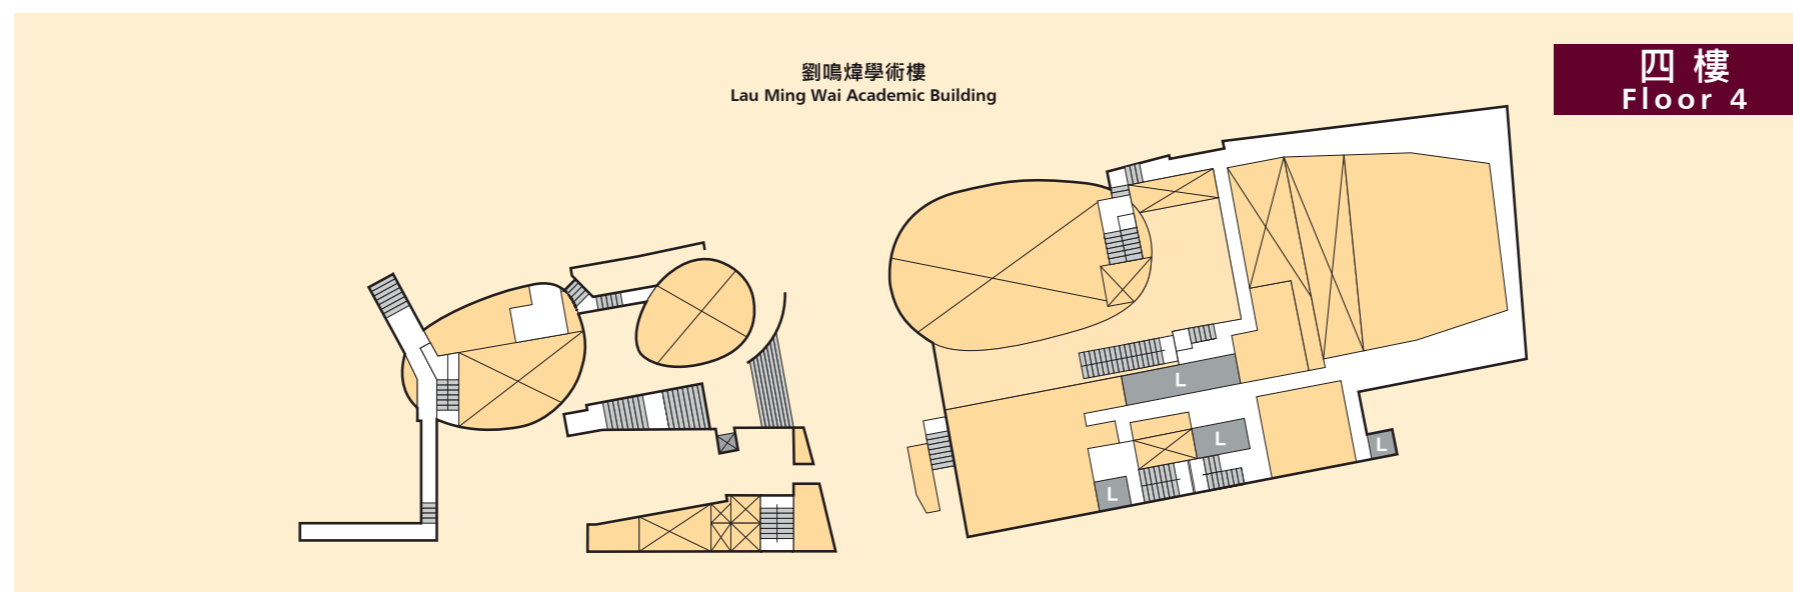 劉鳴煒學術樓
Lau Ming Wai Academic Building
四樓
Floor 4
L
L
L
L